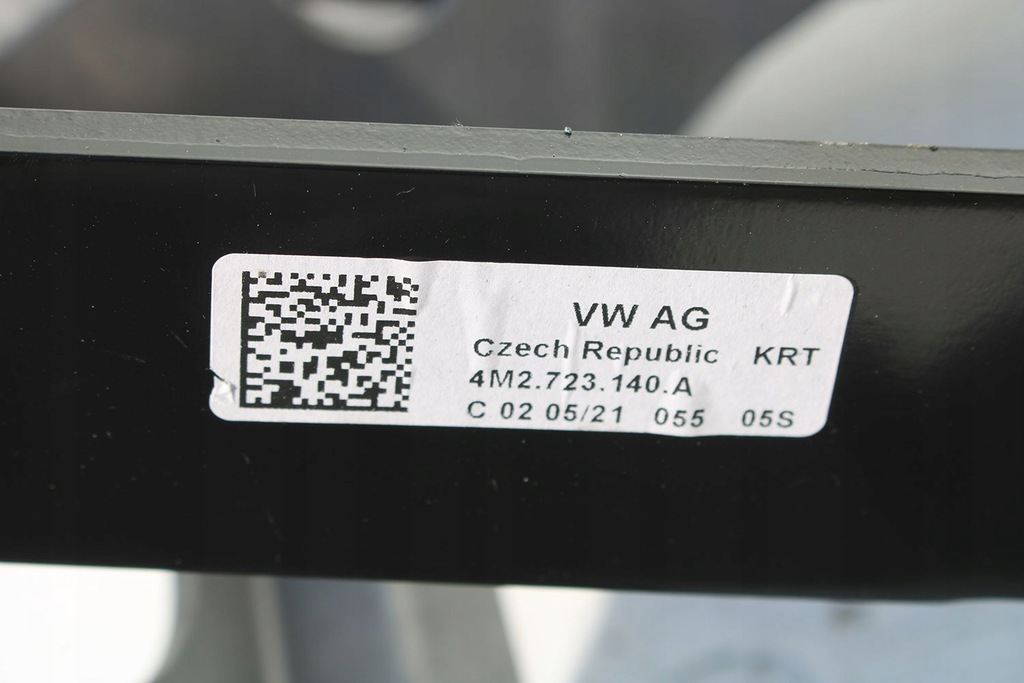 VW AG
Czech Republic KRT
4M2.723.140.A
C 02 05/21 055 05S